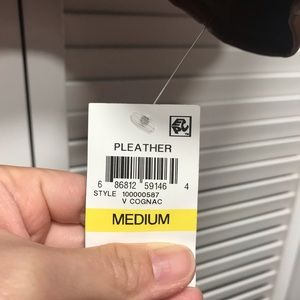 PLEATHER
6 86812 59146 4
STYLE 100000587
V COGNAC
MEDIUM